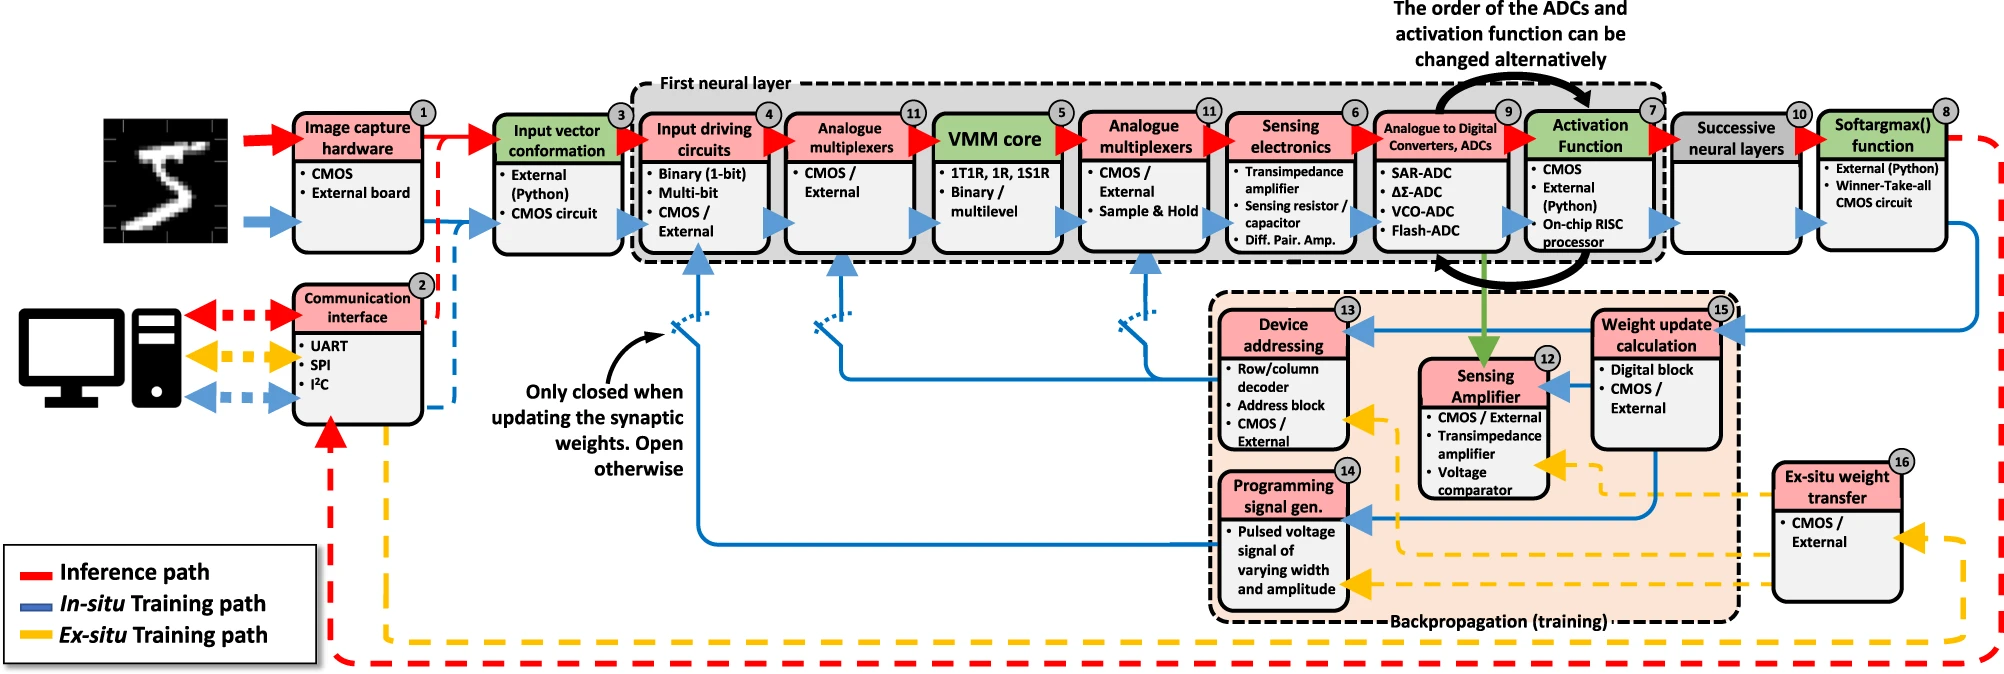 The order of the ADCs and
activation function can be
changed alternatively
First neural layer
1
Image capture
hardware
• CMOS
• External board
3
Input vector
conformation
• External
(Python)
• CMOS circuit
4
Input driving
circuits
• Binary (1-bit)
• Multi-bit
• CMOS /
External
11
Analogue
multiplexers
• CMOS /
External
5
VMM core
• 1T1R, 1R, 1S1R
• Binary /
multilevel
11
Analogue
multiplexers
• CMOS /
External
• Sample & Hold
6
Sensing
electronics
• Transimpedance
amplifier
• Sensing resistor /
capacitor
• Diff. Pair. Amp.
9
Analogue to Digital
Converters, ADCs
• SAR-ADC
• ΔΣ-ADC
• VCO-ADC
• Flash-ADC
7
Activation
Function
• CMOS
• External
(Python)
• On-chip RISC
processor
10
Successive
neural layers
8
Softargmax()
function
• External (Python)
• Winner-Take-all
CMOS circuit
2
Communication
interface
• UART
• SPI
• I²C
Only closed when
updating the synaptic
weights. Open
otherwise
13
Device
addressing
• Row/column
decoder
• Address block
• CMOS /
External
12
Sensing
Amplifier
• CMOS / External
• Transimpedance
amplifier
• Voltage
comparator
15
Weight update
calculation
• Digital block
• CMOS /
External
14
Programming
signal gen.
• Pulsed voltage
signal of
varying width
and amplitude
16
Ex-situ weight
transfer
• CMOS /
External
Backpropagation (training)
Inference path
In-situ Training path
Ex-situ Training path